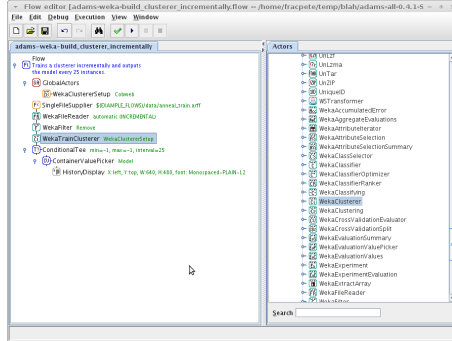 Flow editor [adams-weka-build_clusterer_incrementally.flow -- /home/fracpete/temp/blah/adams-all-0.4.1-S
File Edit Debug Execution View Window
adams-weka-build_clusterer_incrementally
Flow
Trains a clusterer incrementally and outputs
the model every 25 instances.
GlobalActors
WekaClustererSetup Cobweb
SingleFileSupplier ${EXAMPLE_FLOWS}/data/anneal_train.arff
WekaFileReader automatic (INCREMENTAL)
WekaFilter Remove
WekaTrainClusterer WekaClustererSetup
ConditionalTee min=-1, max=-1, interval=25
ContainerValuePicker Model
HistoryDisplay X:left, Y:top, W:640, H:400, font: Monospaced-PLAIN-12
Actors
UnLzf
UnLzma
UnTar
UnZIP
UniqueID
WSTransformer
WekaAccumulatedError
WekaAggregateEvaluations
WekaAttributeIterator
WekaAttributeSelection
WekaAttributeSelectionSummary
WekaClassSelector
WekaClassifier
WekaClassifierOptimizer
WekaClassifierRanker
WekaClassifying
WekaClusterer
WekaClustering
WekaCrossValidationEvaluator
WekaCrossValidationSplit
WekaEvaluationSummary
WekaEvaluationValuePicker
WekaEvaluationValues
WekaExperiment
WekaExperimentEvaluation
WekaExtractArray
WekaFileReader
WekaFilter
Search